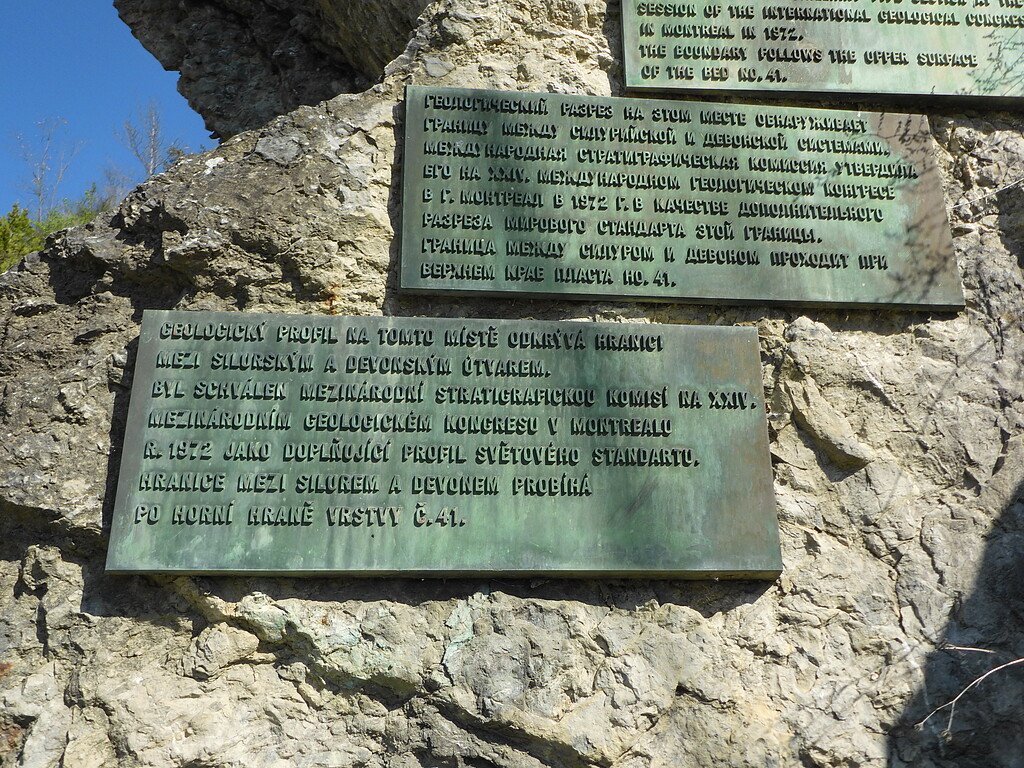 SESSION OF THE INTERNATIONAL GEOLOGICAL CONGRES
IN MONTREAL IN 1972.
THE BOUNDARY FOLLOWS THE UPPER SURFACE
OF THE BED NO. 41.
ГЕОЛОГИЧЕСКИЙ РАЗРЕЗ НА ЭТОМ МЕСТЕ ОБНАРУЖИВАЕТ
ГРАНИЦУ МЕЖДУ СИЛУРИЙСКОЙ И ДЕВОНСКОЙ СИСТЕМАМИ.
МЕЖДУНАРОДНАЯ СТРАТИГРАФИЧЕСКАЯ КОМИССИЯ УТВЕРДИЛА
ЕГО НА XXIV. МЕЖДУНАРОДНОМ ГЕОЛОГИЧЕСКОМ КОНГРЕСЕ
В Г. МОНТРЕАЛ В 1972 Г. В КАЧЕСТВЕ ДОПОЛНИТЕЛЬНОГО
РАЗРЕЗА МИРОВОГО СТАНДАРТА ЭТОЙ ГРАНИЦЫ.
ГРАНИЦА МЕЖДУ СИЛУРОМ И ДЕВОНОМ ПРОХОДИТ ПРИ
ВЕРХНЕМ КРАЕ ПЛАСТА НО. 41.
GEOLOGICKÝ PROFIL NA TOMTO MÍSTĚ ODKRÝVÁ HRANICI
MEZI SILURSKÝM A DEVONSKÝM ÚTVAREM.
BYL SCHVÁLEN MEZINÁRODNÍ STRATIGRAFICKOU KOMISÍ NA XXIV.
MEZINÁRODNÍM GEOLOGICKÉM KONGRESU V MONTREALU
R. 1972 JAKO DOPLŇUJÍCÍ PROFIL SVĚTOVÉHO STANDARTU.
HRANICE MEZI SILUREM A DEVONEM PROBÍHÁ
PO HORNÍ HRANĚ VRSTVY Č. 41.